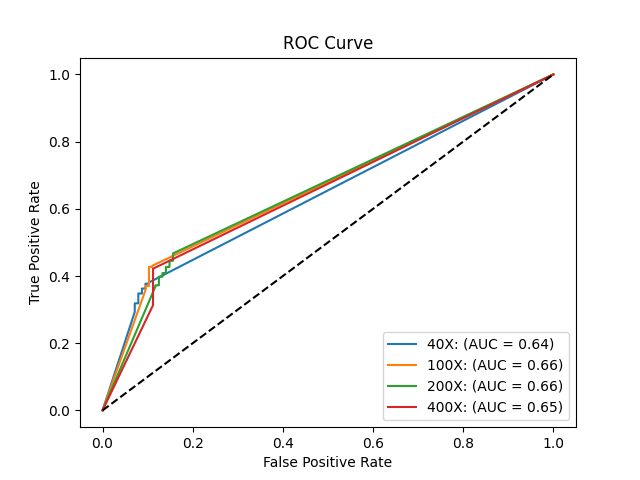 ROC Curve
True Positive Rate
1.0
0.8
0.6
0.4
0.2
0.0
0.0 0.2 0.4 0.6 0.8 1.0
False Positive Rate
40X: (AUC = 0.64)
100X: (AUC = 0.66)
200X: (AUC = 0.66)
400X: (AUC = 0.65)